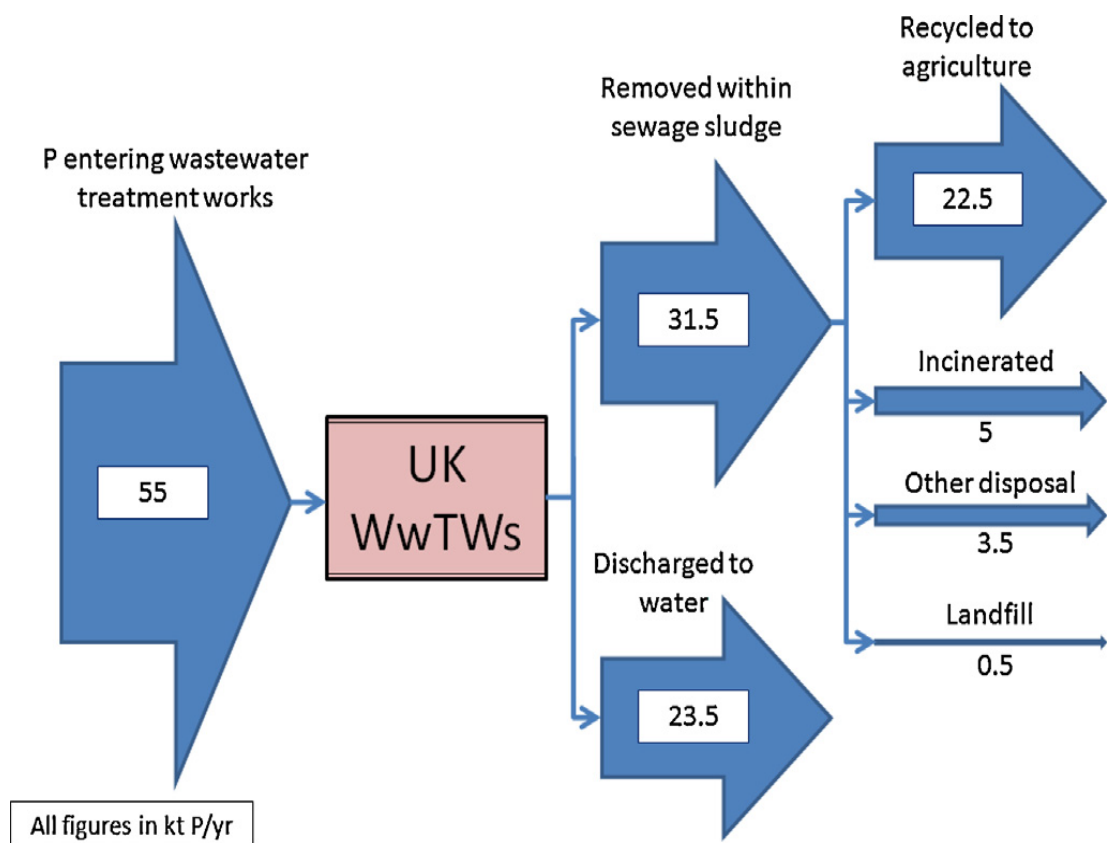 P entering wastewater
treatment works
55
All figures in kt P/yr
UK
WwTWs
Removed within
sewage sludge
31.5
Discharged to
water
23.5
Recycled to
agriculture
22.5
Incinerated
5
Other disposal
3.5
Landfill
0.5